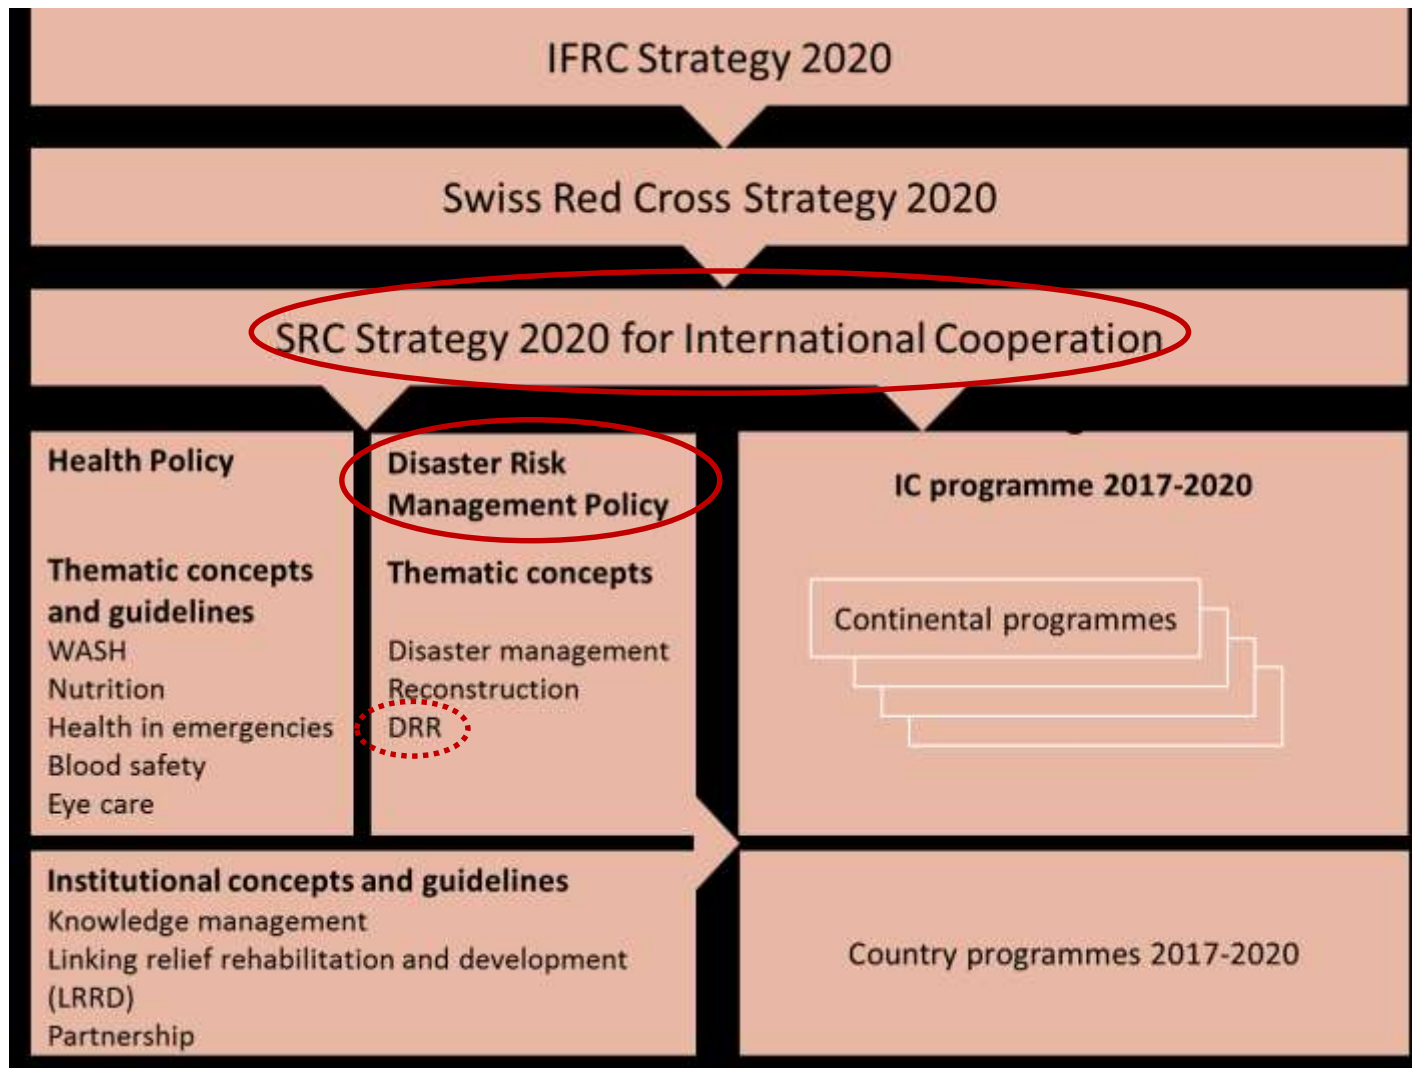 IFRC Strategy 2020
Swiss Red Cross Strategy 2020
SRC Strategy 2020 for International Cooperation
Health Policy
Thematic concepts
and guidelines
WASH
Nutrition
Health in emergencies
Blood safety
Eye care
Disaster Risk
Management Policy
Thematic concepts
Disaster management
Reconstruction
DRR
IC programme 2017-2020
Continental programmes
Institutional concepts and guidelines
Knowledge management
Linking relief rehabilitation and development
(LRRD)
Partnership
Country programmes 2017-2020